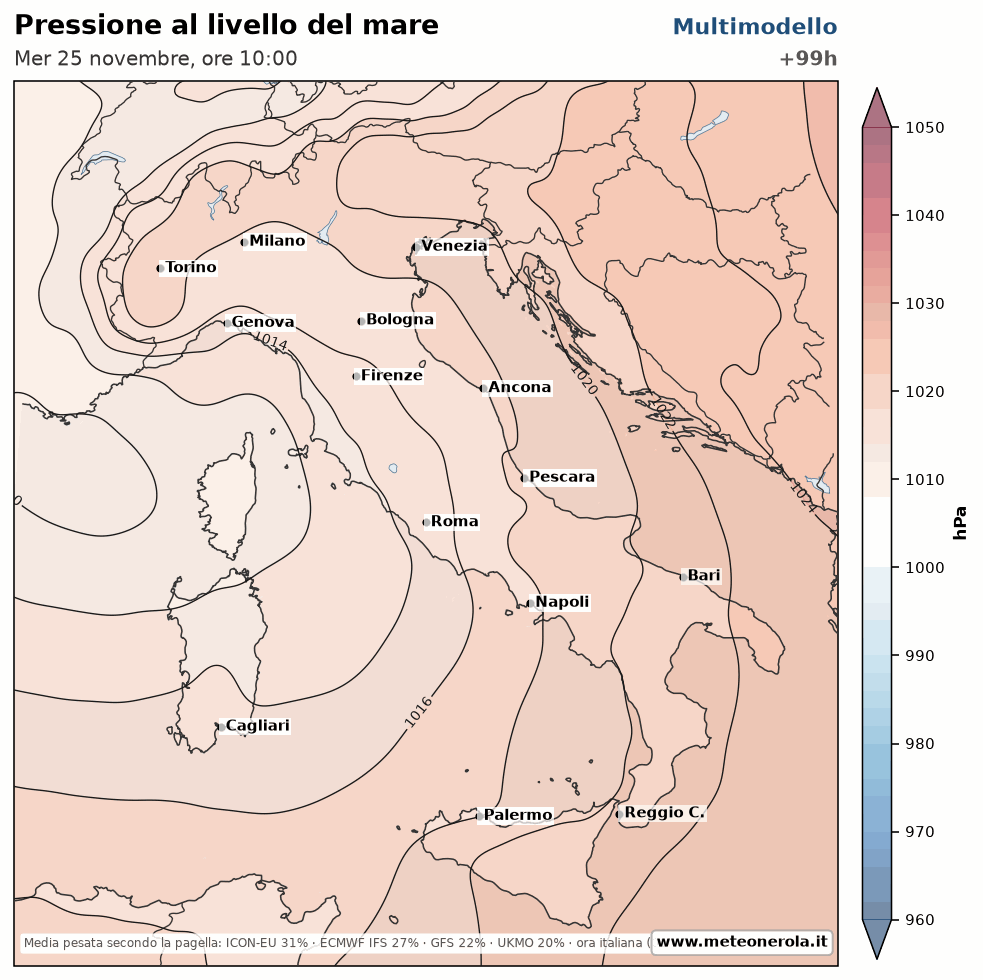 Pressione al livello del mare
Multimodello
Mer 25 novembre, ore 10:00
+99h
Milano
Venezia
Torino
Genova
Bologna
1014
Firenze
Ancona
1020
1022
Pescara
1024
Roma
Bari
Napoli
1016
Cagliari
Palermo
Reggio C.
Media pesata secondo la pagella: ICON-EU 31% · ECMWF IFS 27% · GFS 22% · UKMO 20% · ora italiana (
www.meteonerola.it
1050
1040
1030
1020
1010
1000
990
980
970
960
hPa